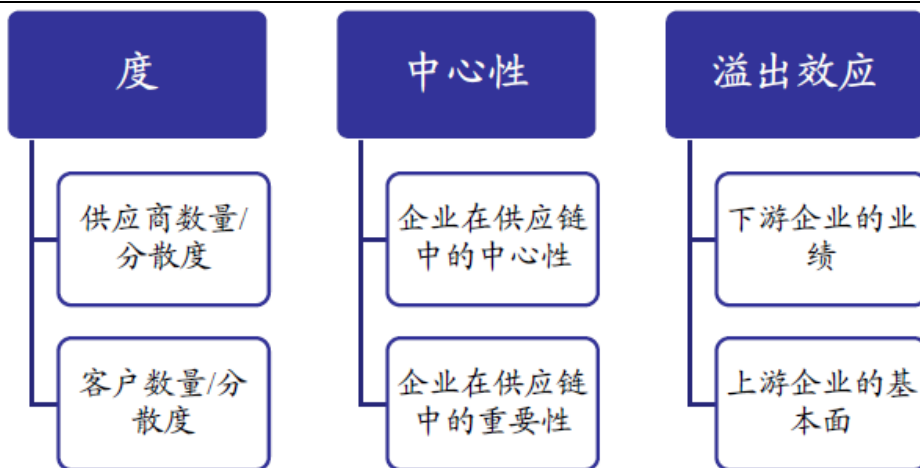 度
供应商数量/
分散度
客户数量/分
散度
中心性
企业在供应链
中的中心性
企业在供应链
中的重要性
溢出效应
下游企业的业
绩
上游企业的基
本面